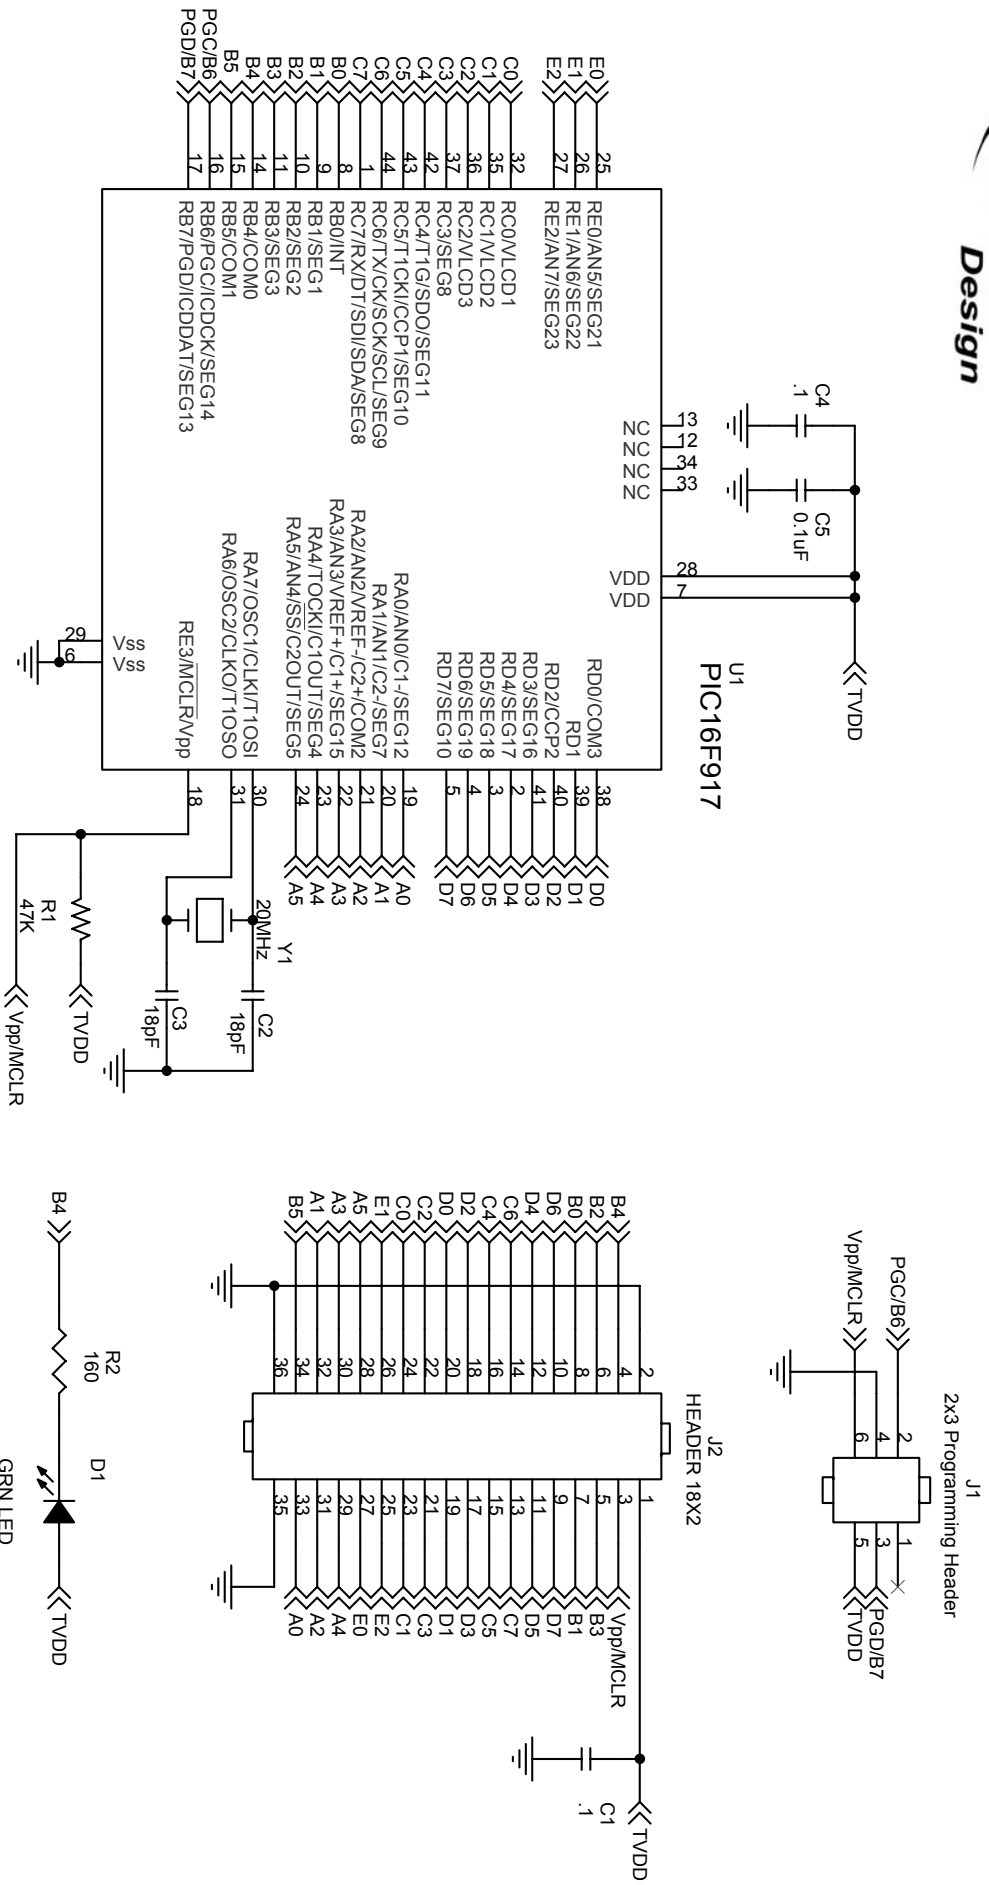 Design
E0
E1
E2
C0
C1
C2
C3
C4
C5
C6
C7
B0
B1
B2
B3
B4
B5
PGC/B6
PGD/B7
25
26
27
32
35
36
37
42
43
44
1
8
9
10
11
14
15
16
17
RE0/AN5/SEG21
RE1/AN6/SEG22
RE2/AN7/SEG23
RC0/VLCD1
RC1/VLCD2
RC2/VLCD3
RC3/SEG8
RC4/T1G/SDO/SEG11
RC5/T1CKI/CCP1/SEG10
RC6/TX/CK/SCK/SCL/SEG9
RC7/RX/DT/SDI/SDA/SEG8
RB0/INT
RB1/SEG1
RB2/SEG2
RB3/SEG3
RB4/COM0
RB5/COM1
RB6/PGC/ICDCK/SEG14
RB7/PGD/ICDDAT/SEG13
C4
.1
C5
0.1uF
NC 13
NC 12
NC 34
NC 33
VDD 28
VDD 7
TVDD
U1
PIC16F917
RD0/COM3
RD1
RD2/CCP2
RD3/SEG16
RD4/SEG17
RD5/SEG18
RD6/SEG19
RD7/SEG10
RA0/AN0/C1-/SEG12
RA1/AN1/C2-/SEG7
RA2/AN2/VREF-/C2+/COM2
RA3/AN3/VREF+/C1+/SEG15
RA4/TOCKI/C1OUT/SEG4
RA5/AN4/SS/C2OUT/SEG5
RA7/OSC1/CLKI/T1OSI
RA6/OSC2/CLKO/T1OSO
RE3/MCLR/Vpp
29 Vss
6 Vss
38
39
40
41
2
3
4
5
19
20
21
22
23
24
30
31
18
D0
D1
D2
D3
D4
D5
D6
D7
A0
A1
A2
A3
A4
A5
Y1
20MHz
C2
18pF
C3
18pF
R1
47K
TVDD
Vpp/MCLR
J1
2x3 Programming Header
PGC/B6
Vpp/MCLR
2
4
6
1
3
5
PGD/B7
TVDD
J2
HEADER 18X2
B4
B2
B0
D6
D4
C6
C4
D2
D0
C2
C0
E1
A5
A3
A1
B5
2
4
6
8
10
12
14
16
18
20
22
24
26
28
30
32
34
36
1
3
5
7
9
11
13
15
17
19
21
23
25
27
29
31
33
35
Vpp/MCLR
B3
B1
D7
D5
C7
C5
D3
D1
C3
C1
E2
E0
A4
A2
A0
C1
.1
TVDD
B4
R2
160
D1
GRN LED
TVDD